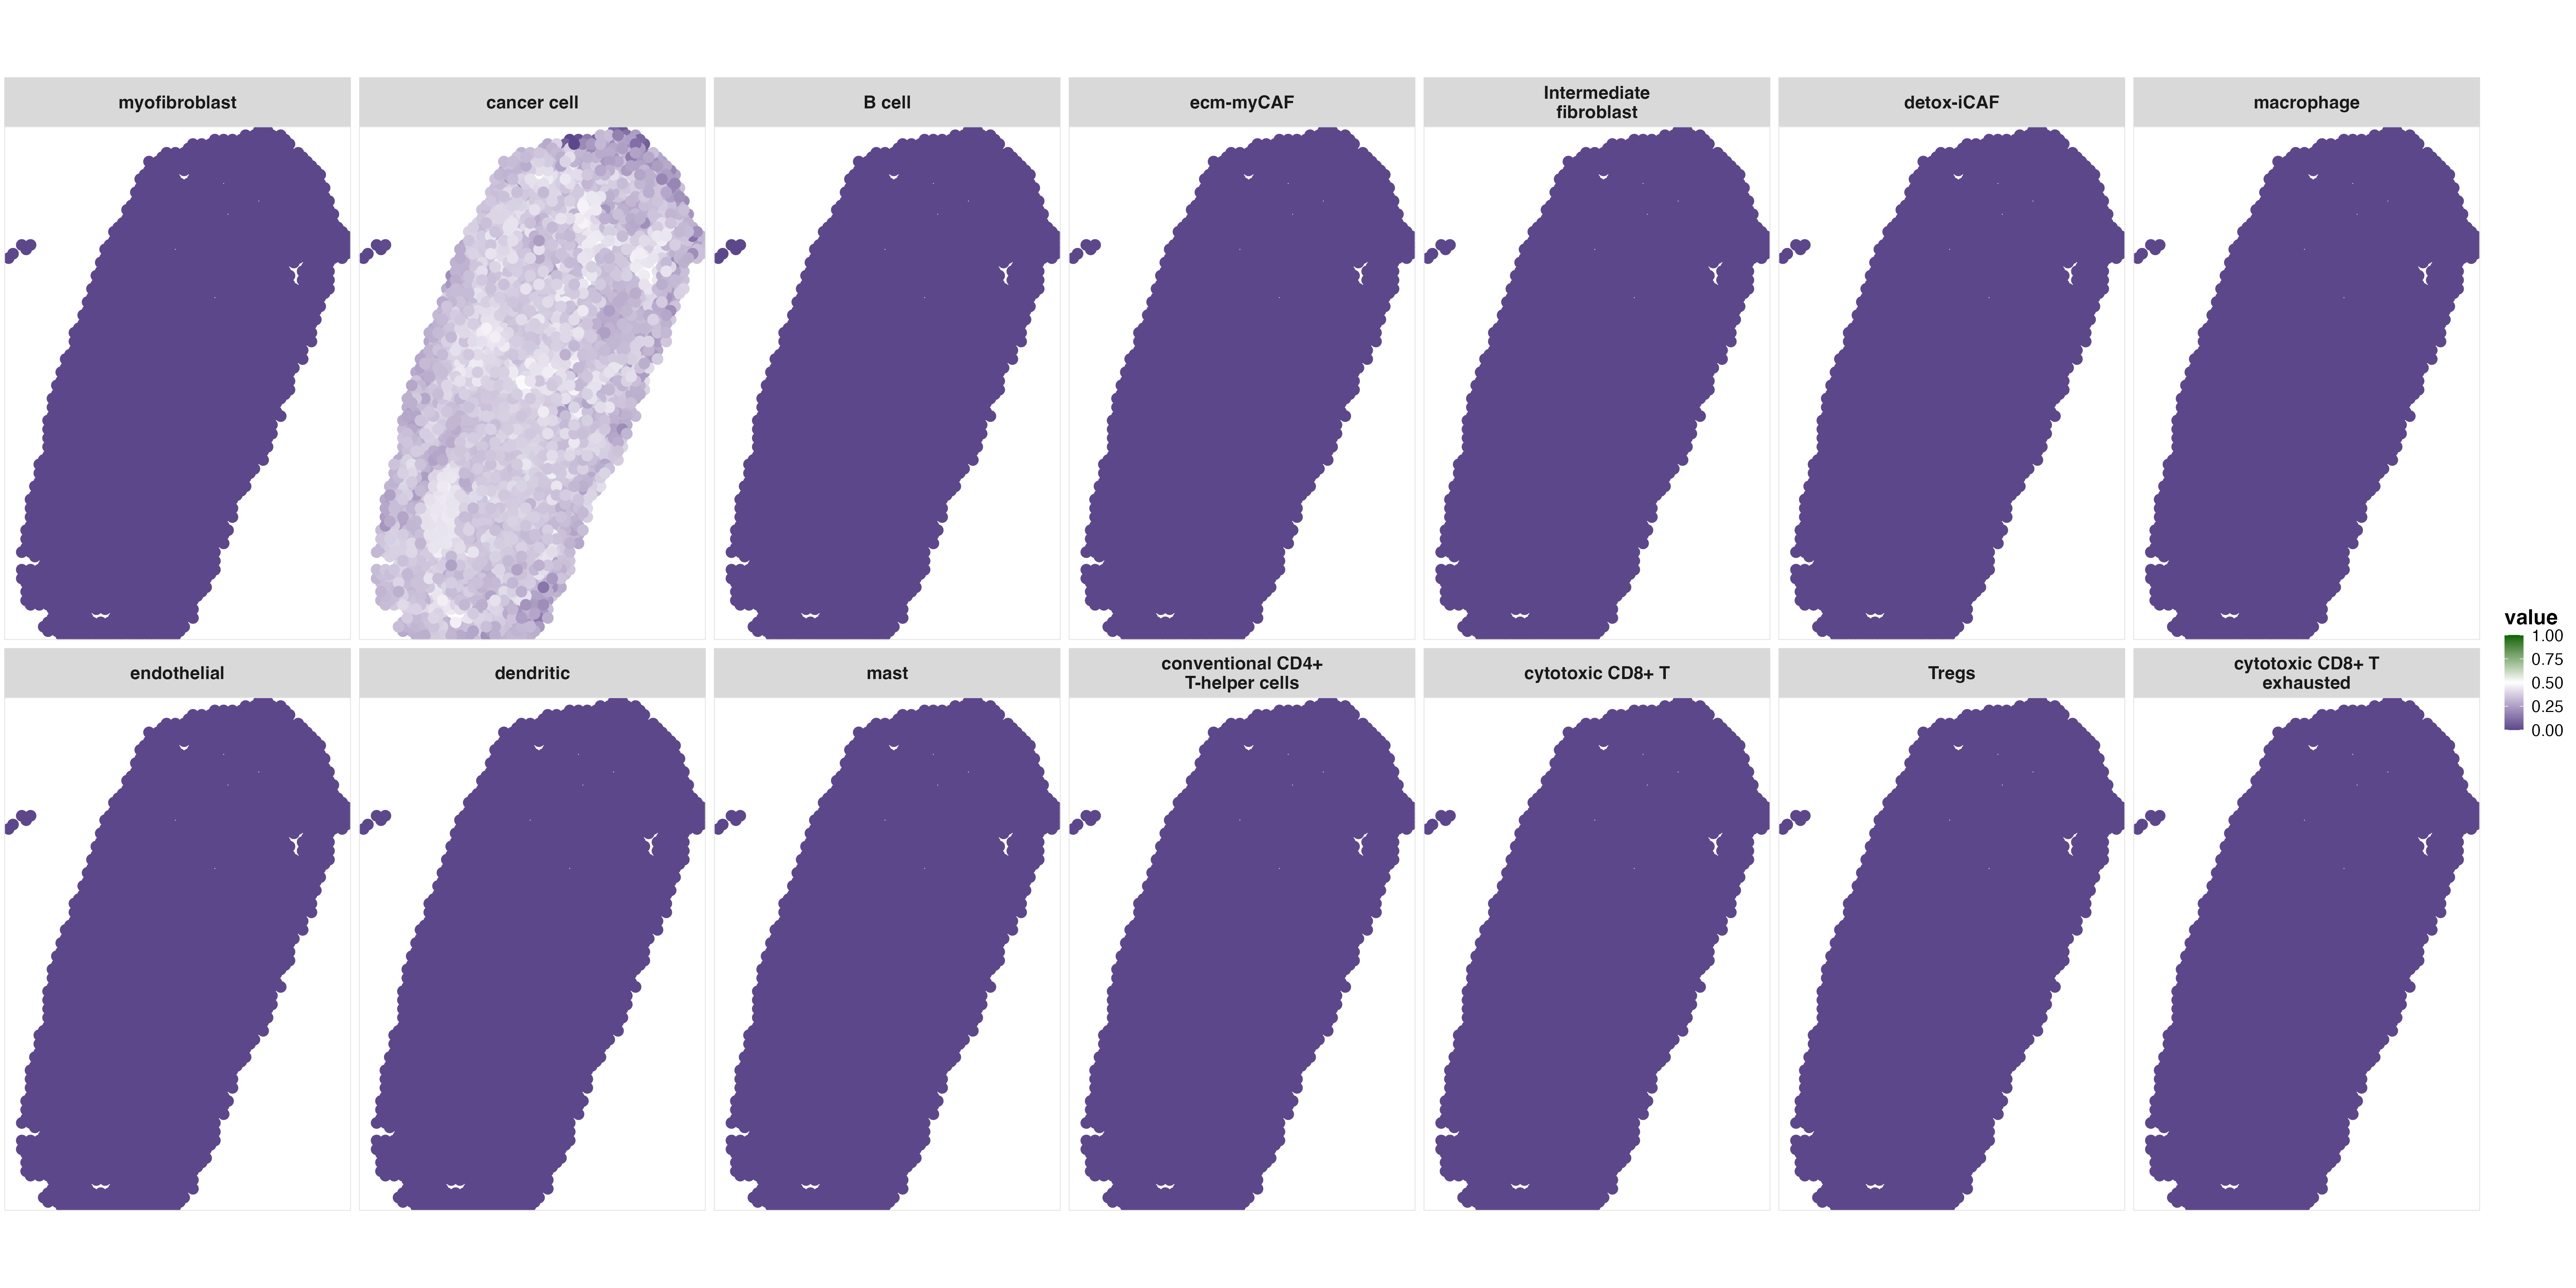 myofibroblast
cancer cell
B cell
ecm-myCAF
Intermediate
fibroblast
detox-iCAF
macrophage
endothelial
dendritic
mast
conventional CD4+
T-helper cells
cytotoxic CD8+ T
Tregs
cytotoxic CD8+ T
exhausted
value
1.00
0.75
0.50
0.25
0.00